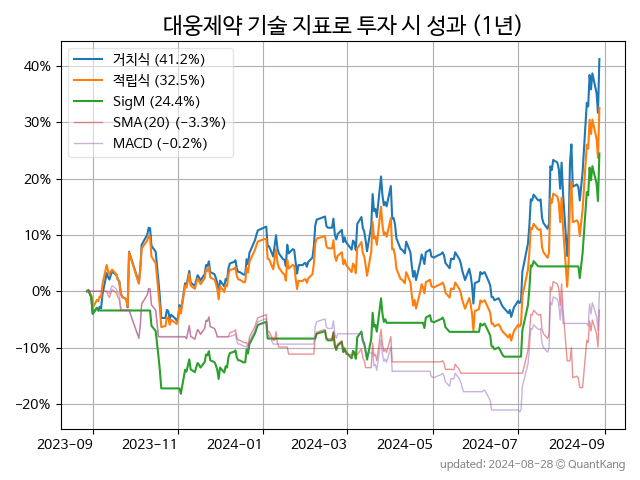 대웅제약 기술 지표로 투자 시 성과 (1년)
거치식 (41.2%)
적립식 (32.5%)
SigM (24.4%)
SMA(20) (−3.3%)
MACD (−0.2%)
40%
30%
20%
10%
0%
−10%
−20%
2023-09 2023-11 2024-01 2024-03 2024-05 2024-07 2024-09
updated: 2024-08-28 © QuantKang